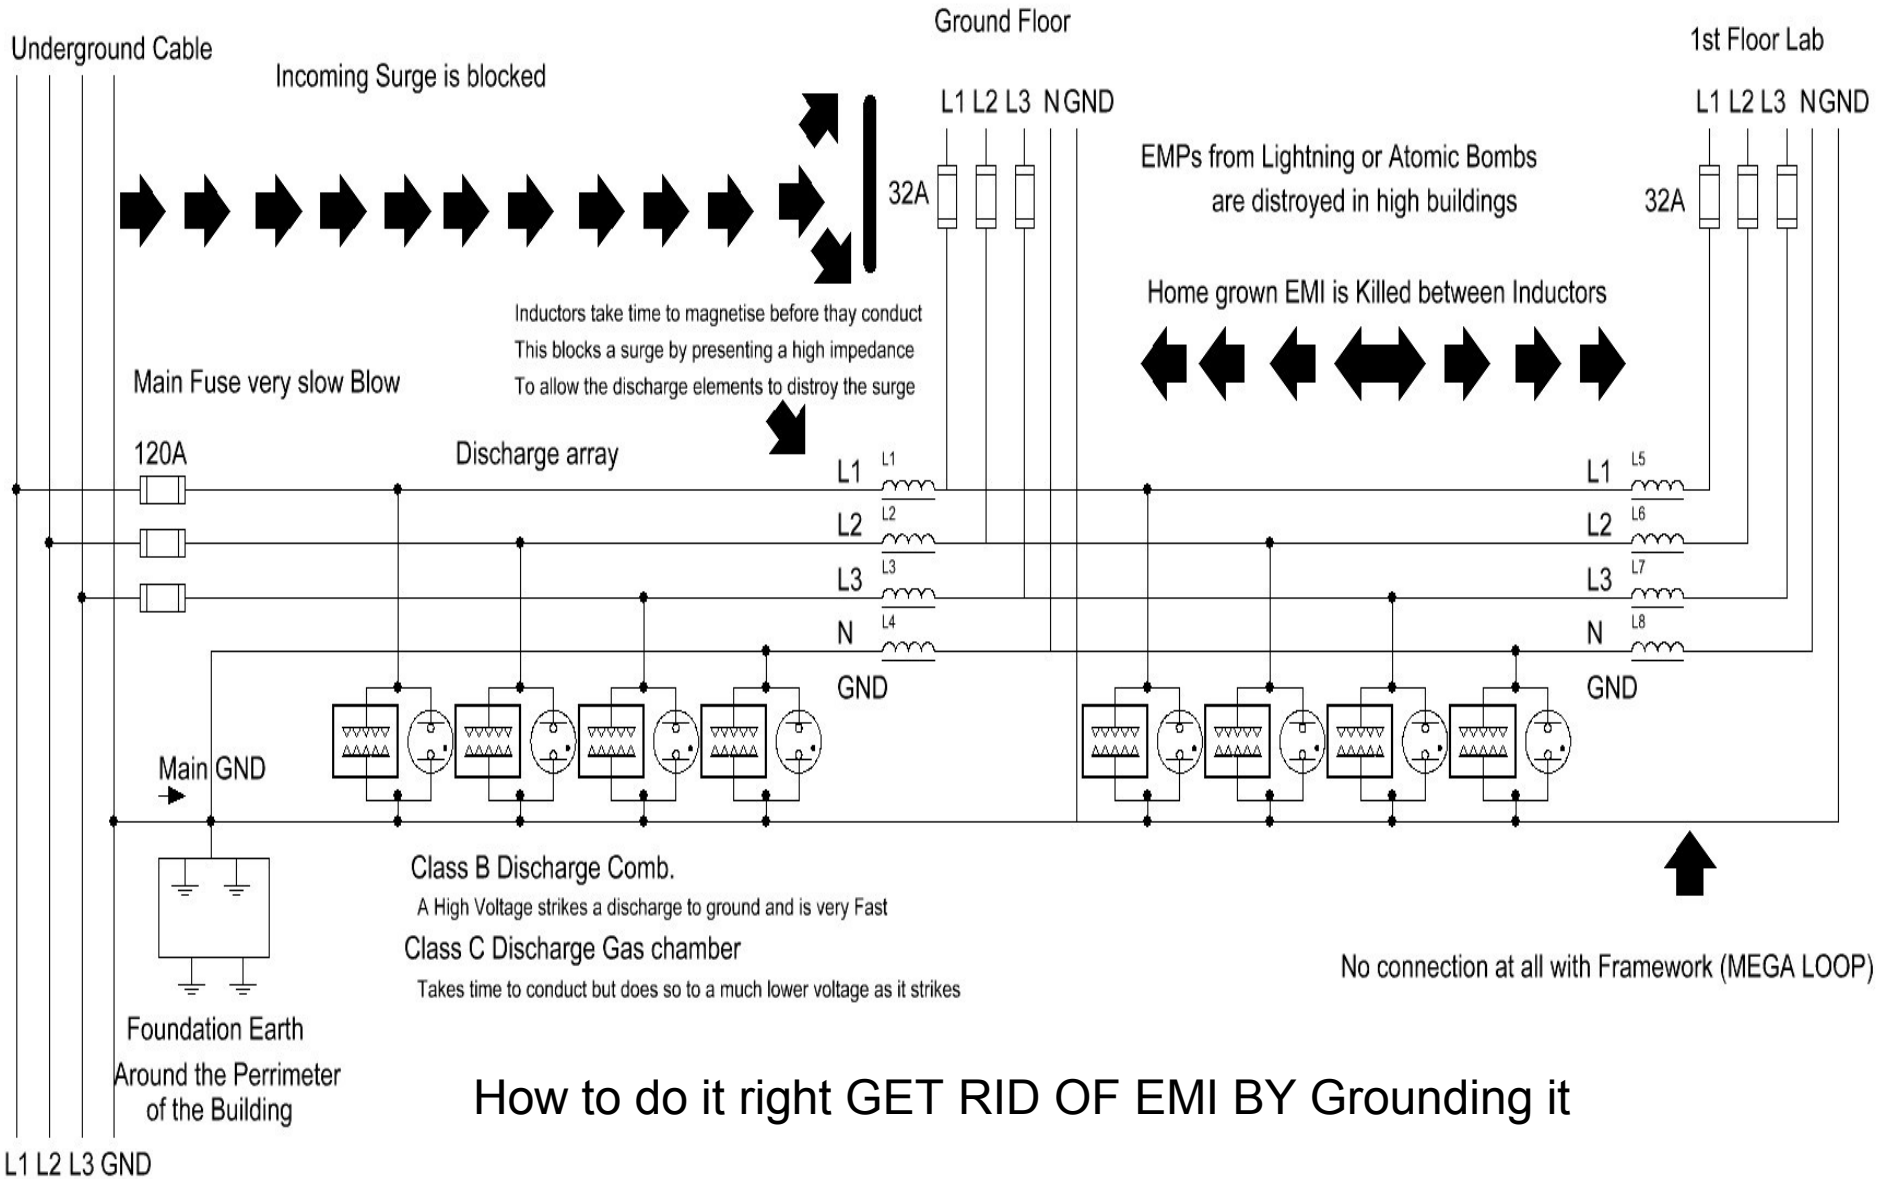 Ground Floor
Underground Cable
1st Floor Lab
Incoming Surge is blocked
L1 L2 L3 N GND
L1 L2 L3 N GND
EMPs from Lightning or Atomic Bombs
are distroyed in high buildings
32A
32A
Home grown EMI is Killed between Inductors
Inductors take time to magnetise before thay conduct
This blocks a surge by presenting a high impedance
To allow the discharge elements to distroy the surge
Main Fuse very slow Blow
120A
Discharge array
L1
L1
L2
L2
L3
L3
N
L4
GND
L1
L5
L2
L6
L3
L7
N
L8
GND
Main GND
Class B Discharge Comb.
A High Voltage strikes a discharge to ground and is very Fast
Class C Discharge Gas chamber
Takes time to conduct but does so to a much lower voltage as it strikes
No connection at all with Framework (MEGA LOOP)
Foundation Earth
Around the Perrimeter
of the Building
How to do it right GET RID OF EMI BY Grounding it
L1 L2 L3 GND